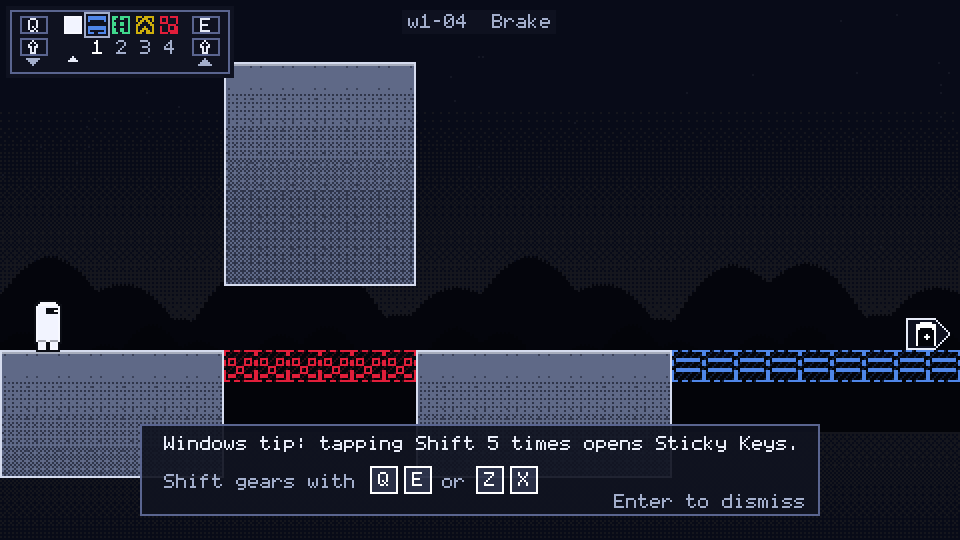 Q E
1 2 3 4
w1-04 Brake
Windows tip: tapping Shift 5 times opens Sticky Keys.
Shift gears with Q E or Z X
Enter to dismiss